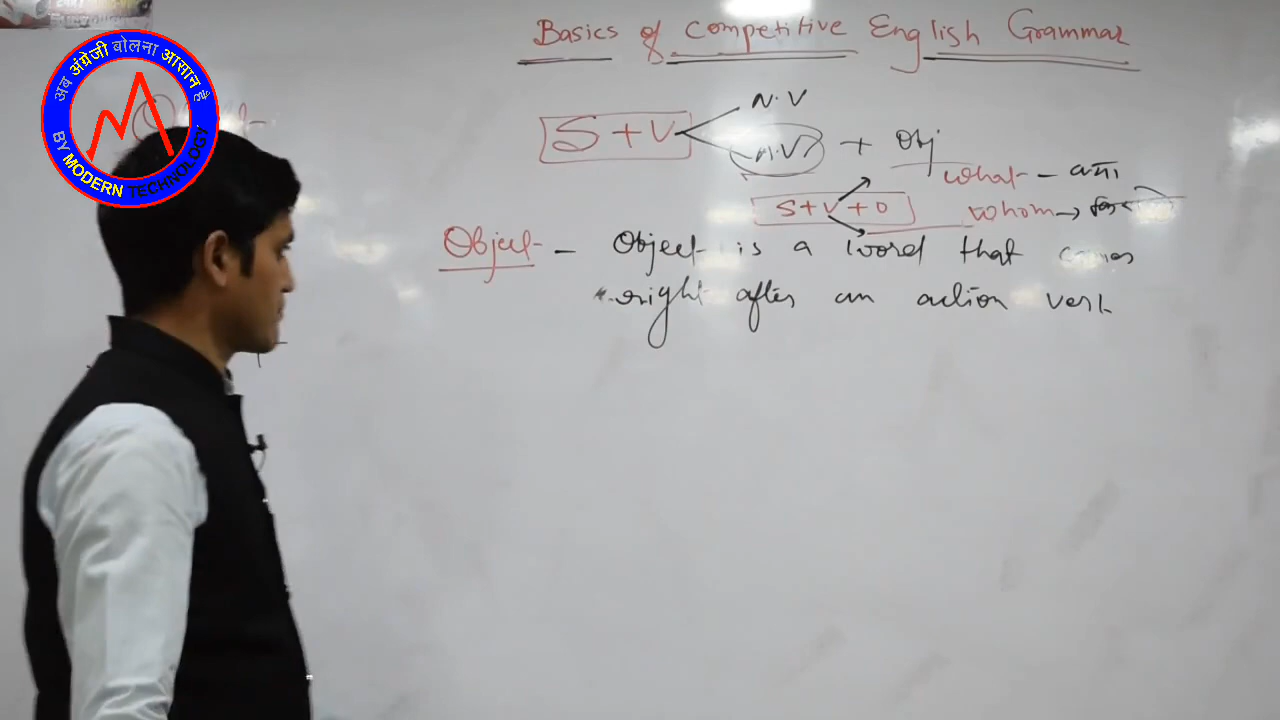 Basics of Competitive English Grammar
अब अंग्रेजी बोलना आसान है
BY MODERN TECHNOLOGY
N.V
S + V
H.V + Obj
what - क्या
S + V + O
whom →
Object - Object is a word that comes
right after an action verb